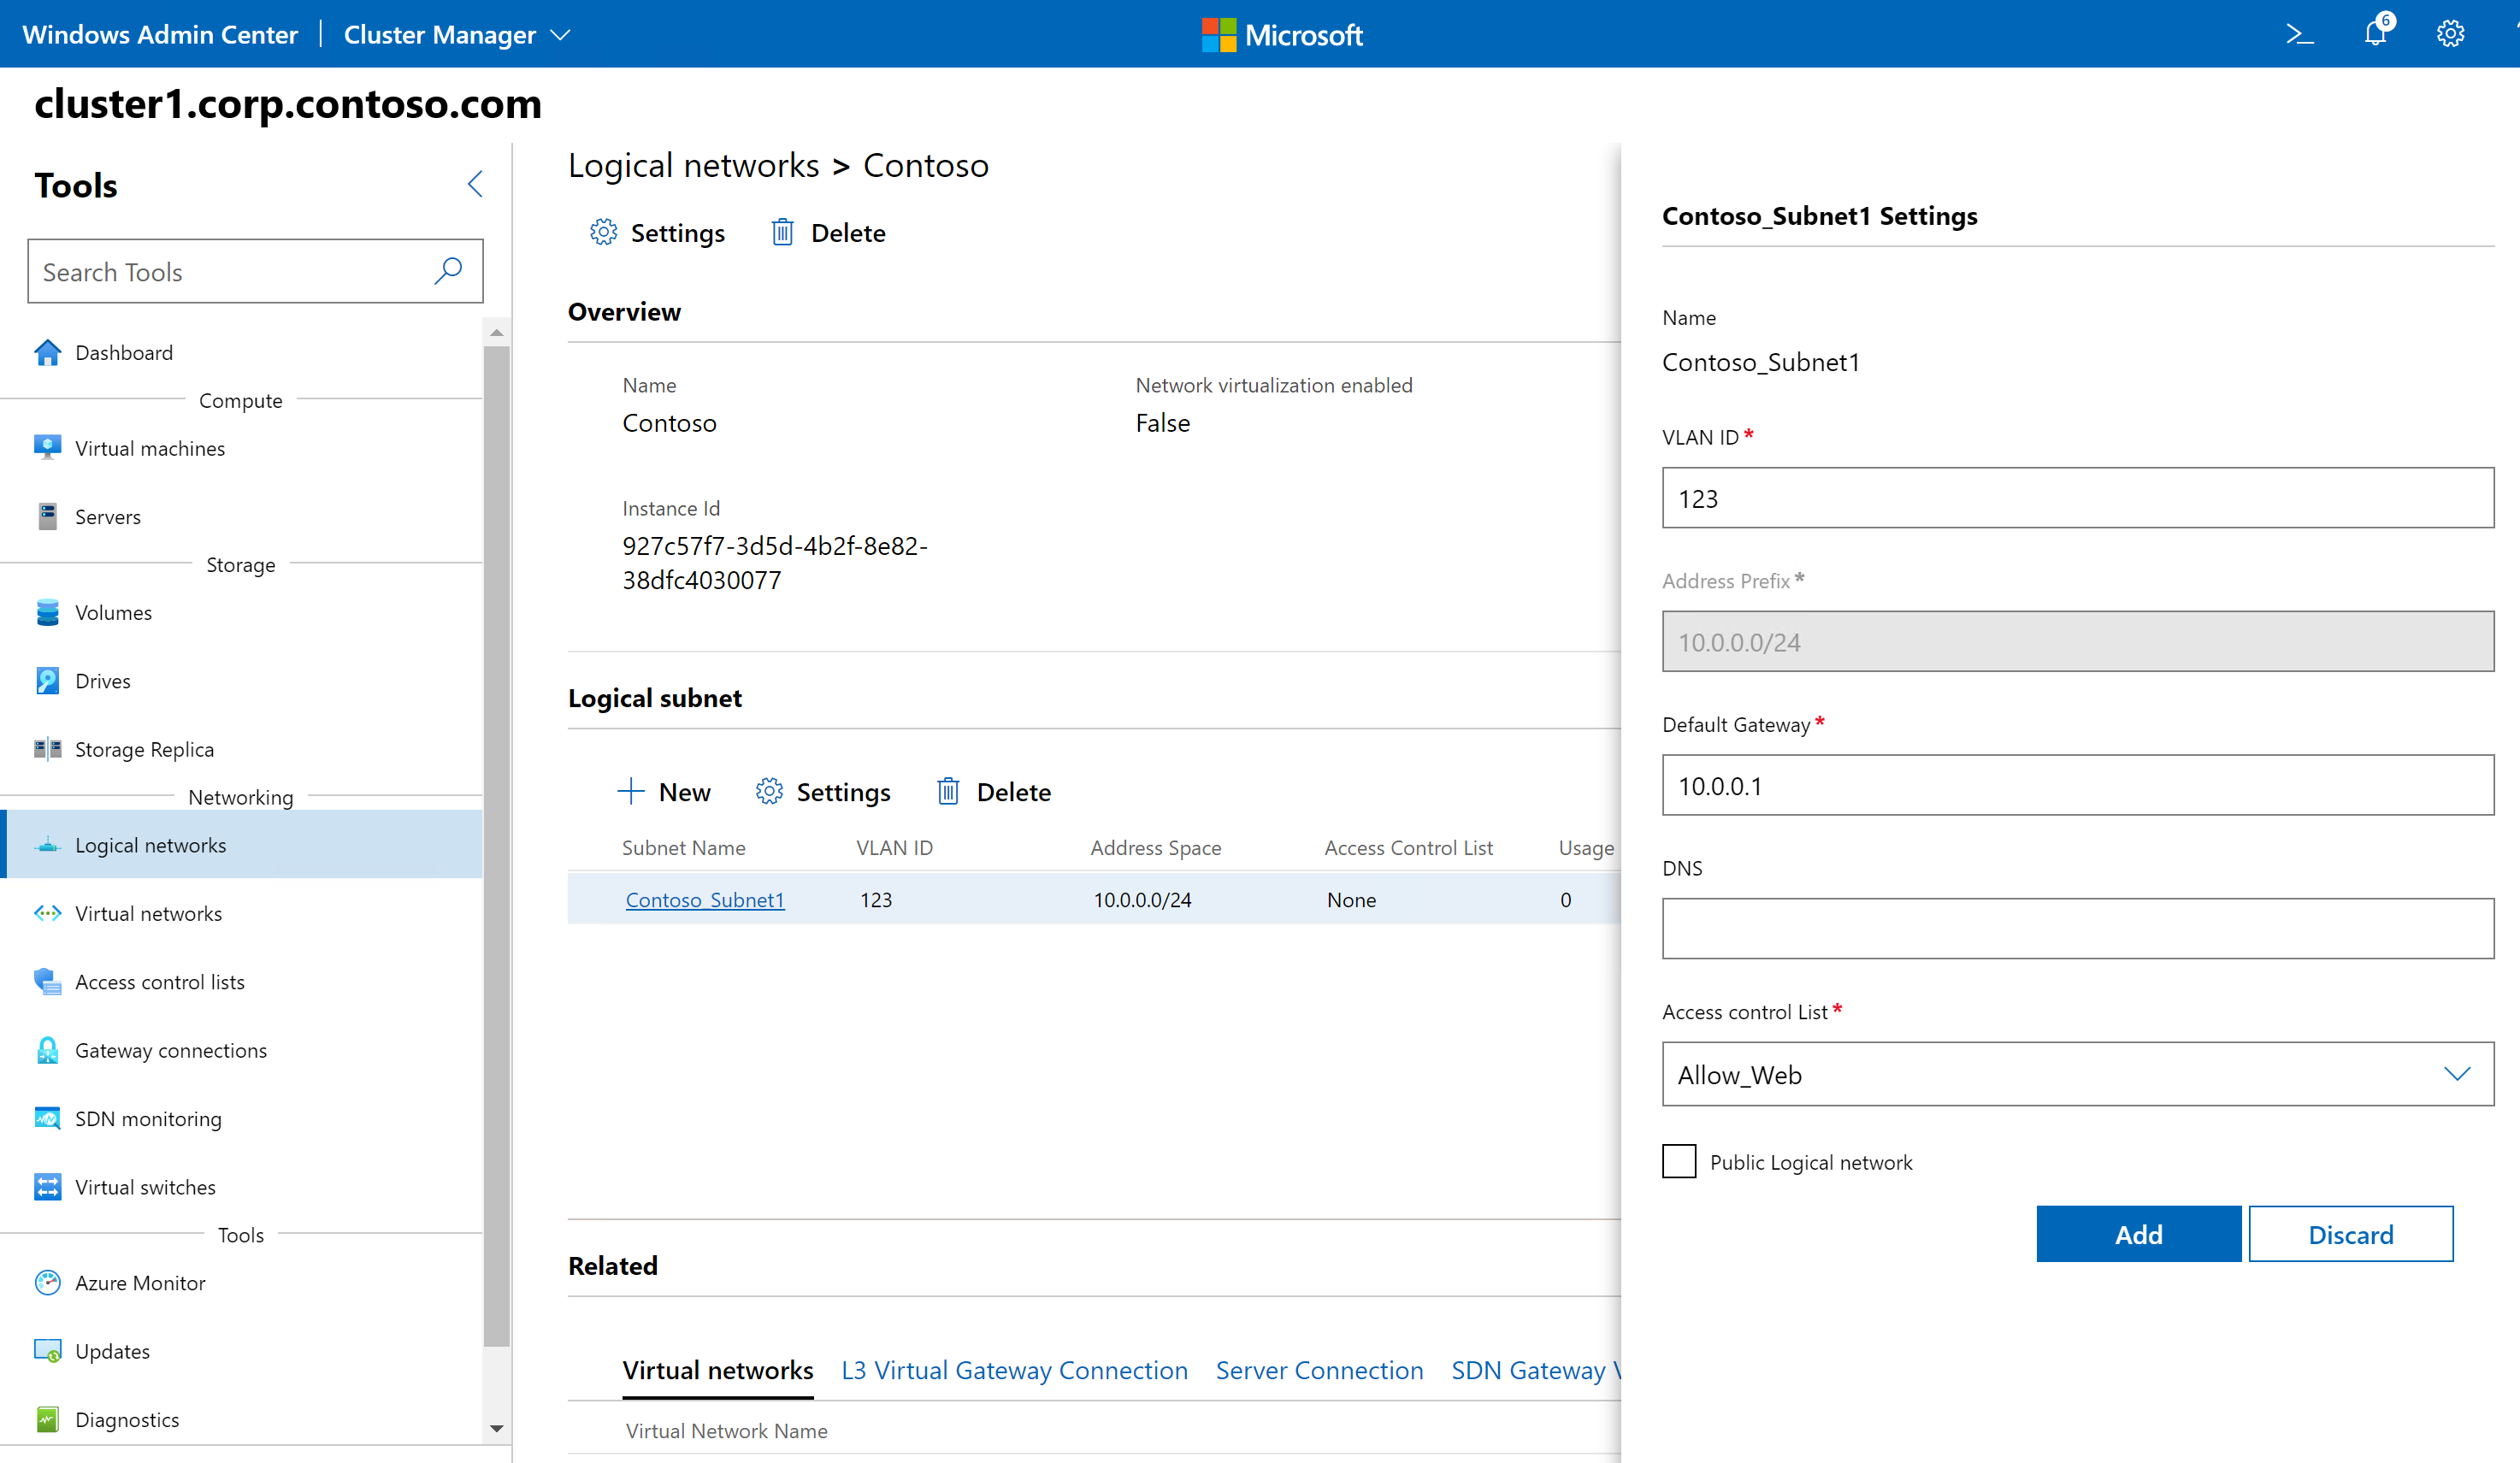 Windows Admin Center | Cluster Manager
Microsoft
6
cluster1.corp.contoso.com
Tools
Search Tools
Dashboard
Compute
Virtual machines
Servers
Storage
Volumes
Drives
Storage Replica
Networking
Logical networks
Virtual networks
Access control lists
Gateway connections
SDN monitoring
Virtual switches
Tools
Azure Monitor
Updates
Diagnostics
Logical networks > Contoso
Settings Delete
Overview
Name Network virtualization enabled
Contoso False
Instance Id
927c57f7-3d5d-4b2f-8e82-
38dfc4030077
Logical subnet
New Settings Delete
Subnet Name VLAN ID Address Space Access Control List Usage
Contoso_Subnet1 123 10.0.0.0/24 None 0
Related
Virtual networks L3 Virtual Gateway Connection Server Connection SDN Gateway
Virtual Network Name
Contoso_Subnet1 Settings
Name
Contoso_Subnet1
VLAN ID *
123
Address Prefix *
10.0.0.0/24
Default Gateway *
10.0.0.1
DNS
Access control List *
Allow_Web
Public Logical network
Add Discard